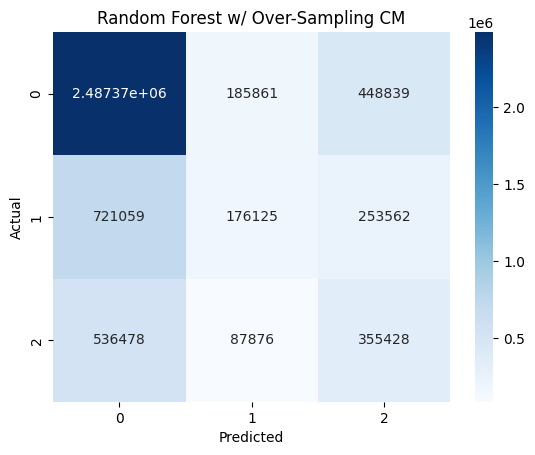 Random Forest w/ Over-Sampling CM
1e6
2.48737e+06 185861 448839
721059 176125 253562
536478 87876 355428
0
1
2
Actual
0 1 2
Predicted
2.0
1.5
1.0
0.5